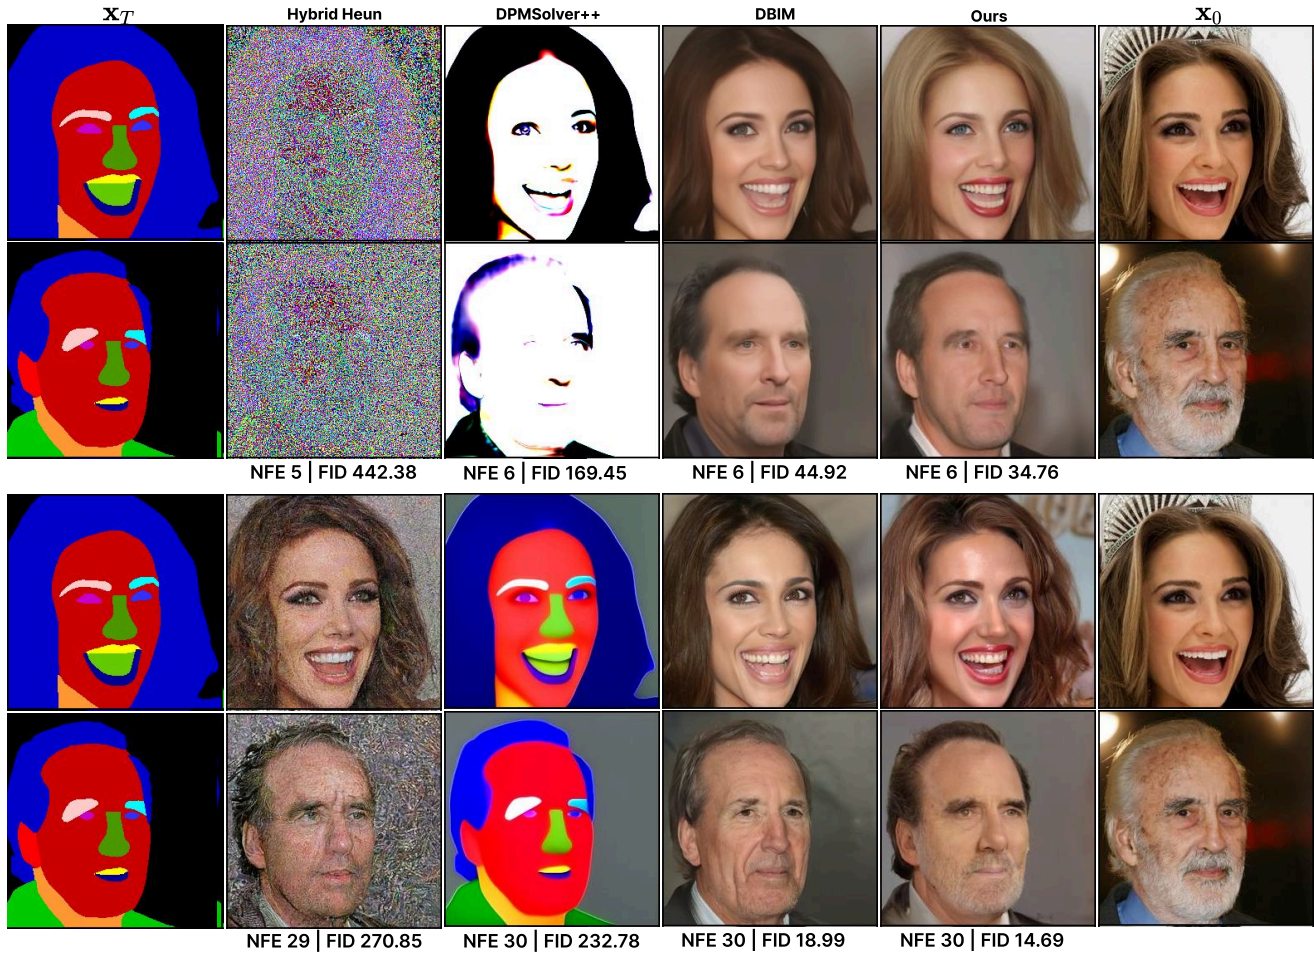 x_T Hybrid Heun DPMSolver++ DBIM Ours x_0
NFE 5 | FID 442.38 NFE 6 | FID 169.45 NFE 6 | FID 44.92 NFE 6 | FID 34.76
NFE 29 | FID 270.85 NFE 30 | FID 232.78 NFE 30 | FID 18.99 NFE 30 | FID 14.69